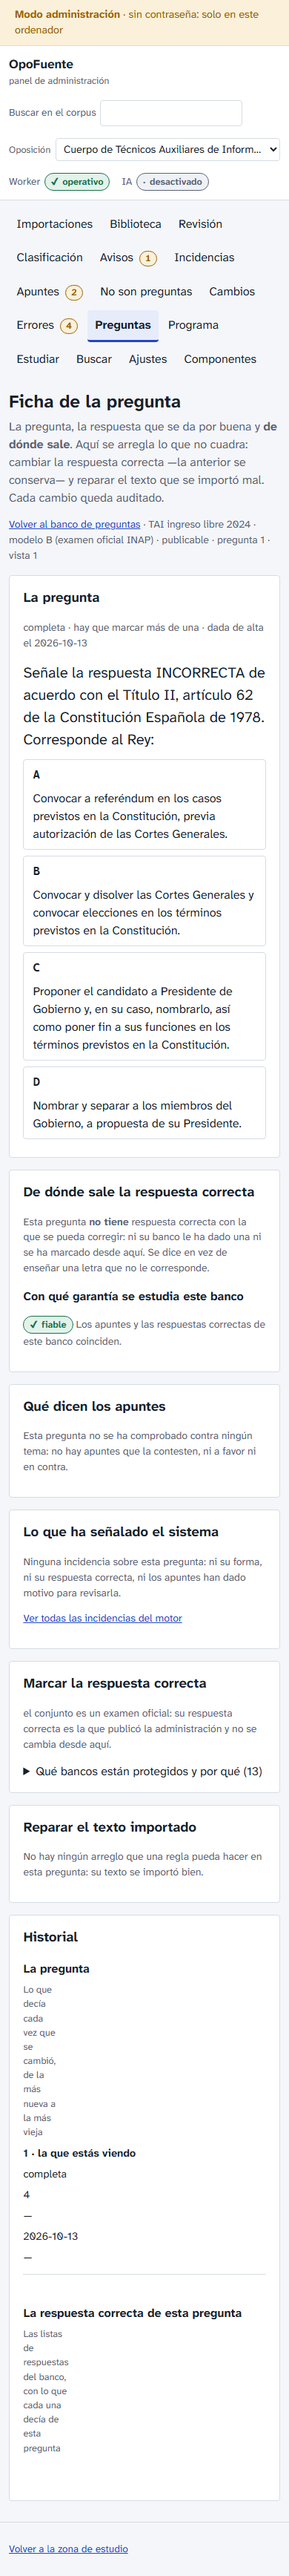 Modo administración · sin contraseña: solo en este
ordenador
OpoFuente
panel de administración
Buscar en el corpus
Oposición Cuerpo de Técnicos Auxiliares de Inform...
Worker ✓ operativo IA · desactivado
Importaciones Biblioteca Revisión
Clasificación Avisos 1 Incidencias
Apuntes 2 No son preguntas Cambios
Errores 4 Preguntas Programa
Estudiar Buscar Ajustes Componentes
Ficha de la pregunta
La pregunta, la respuesta que se da por buena y de
dónde sale. Aquí se arregla lo que no cuadra:
cambiar la respuesta correcta —la anterior se
conserva— y reparar el texto que se importó mal.
Cada cambio queda auditado.
Volver al banco de preguntas · TAI ingreso libre 2024 ·
modelo B (examen oficial INAP) · publicable · pregunta 1 ·
vista 1
La pregunta
completa · hay que marcar más de una · dada de alta
el 2026-10-13
Señale la respuesta INCORRECTA de
acuerdo con el Título II, artículo 62
de la Constitución Española de 1978.
Corresponde al Rey:
A
Convocar a referéndum en los casos
previstos en la Constitución, previa
autorización de las Cortes Generales.
B
Convocar y disolver las Cortes Generales y
convocar elecciones en los términos
previstos en la Constitución.
C
Proponer el candidato a Presidente de
Gobierno y, en su caso, nombrarlo, así
como poner fin a sus funciones en los
términos previstos en la Constitución.
D
Nombrar y separar a los miembros del
Gobierno, a propuesta de su Presidente.
De dónde sale la respuesta correcta
Esta pregunta no tiene respuesta correcta con la
que se pueda corregir: ni su banco le ha dado una ni
se ha marcado desde aquí. Se dice en vez de
enseñar una letra que no le corresponde.
Con qué garantía se estudia este banco
✓ fiable Los apuntes y las respuestas correctas de
este banco coinciden.
Qué dicen los apuntes
Esta pregunta no se ha comprobado contra ningún
tema: no hay apuntes que la contesten, ni a favor ni
en contra.
Lo que ha señalado el sistema
Ninguna incidencia sobre esta pregunta: ni su forma,
ni su respuesta correcta, ni los apuntes han dado
motivo para revisarla.
Ver todas las incidencias del motor
Marcar la respuesta correcta
el conjunto es un examen oficial: su respuesta
correcta es la que publicó la administración y no se
cambia desde aquí.
▶ Qué bancos están protegidos y por qué (13)
Reparar el texto importado
No hay ningún arreglo que una regla pueda hacer en
esta pregunta: su texto se importó bien.
Historial
La pregunta
Lo que
decía
cada
vez que
se
cambió,
de la
más
nueva a
la más
vieja
1 · la que estás viendo
completa
4
—
2026-10-13
—
La respuesta correcta de esta pregunta
Las listas
de
respuestas
del banco,
con lo que
cada una
decía de
esta
pregunta
Volver a la zona de estudio